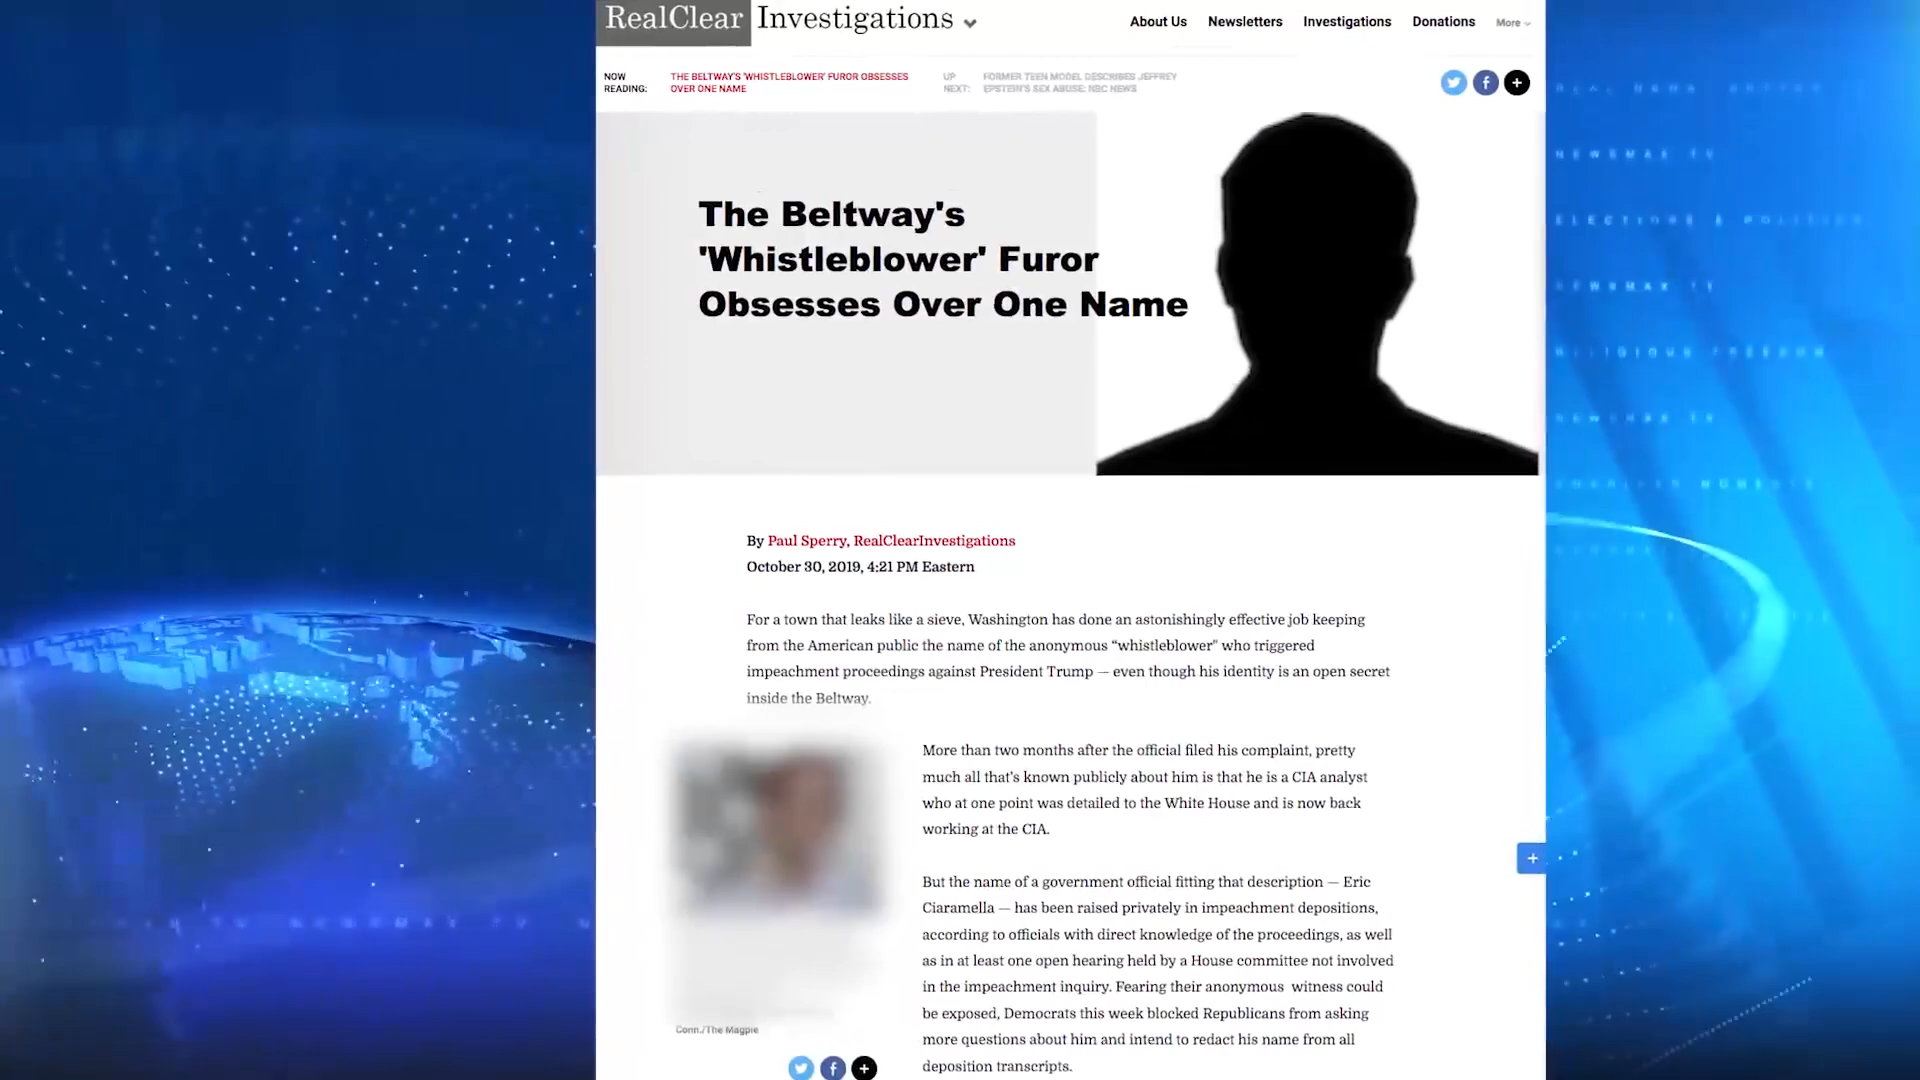 RealClear Investigations
About Us Newsletters Investigations Donations More
NOW READING:
THE BELTWAY'S 'WHISTLEBLOWER' FUROR OBSESSES
OVER ONE NAME
UP NEXT:
FORMER TEEN MODEL DESCRIBES JEFFREY
EPSTEIN'S SEX ABUSE: NBC NEWS
The Beltway's
'Whistleblower' Furor
Obsesses Over One Name
By Paul Sperry, RealClearInvestigations
October 30, 2019, 4:21 PM Eastern
For a town that leaks like a sieve, Washington has done an astonishingly effective job keeping
from the American public the name of the anonymous “whistleblower” who triggered
impeachment proceedings against President Trump — even though his identity is an open secret
inside the Beltway.
More than two months after the official filed his complaint, pretty
much all that’s known publicly about him is that he is a CIA analyst
who at one point was detailed to the White House and is now back
working at the CIA.
But the name of a government official fitting that description — Eric
Ciaramella — has been raised privately in impeachment depositions,
according to officials with direct knowledge of the proceedings, as well
as in at least one open hearing held by a House committee not involved
in the impeachment inquiry. Fearing their anonymous witness could
be exposed, Democrats this week blocked Republicans from asking
more questions about him and intend to redact his name from all
deposition transcripts.
Conn./The Magpie
NEWSMAX TV
ELECTIONS & POLITICS
NEWSMAX TV
RELIGIOUS FREEDOM
NEWSMAX TV